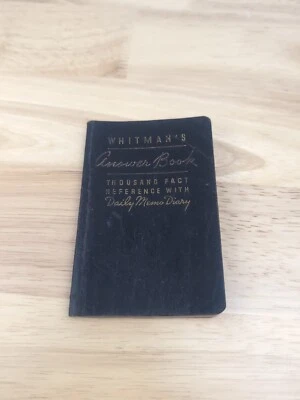 WHITMAN'S
Answer Book
THOUSAND FACT
REFERENCE WITH
"Daily Memo" Diary